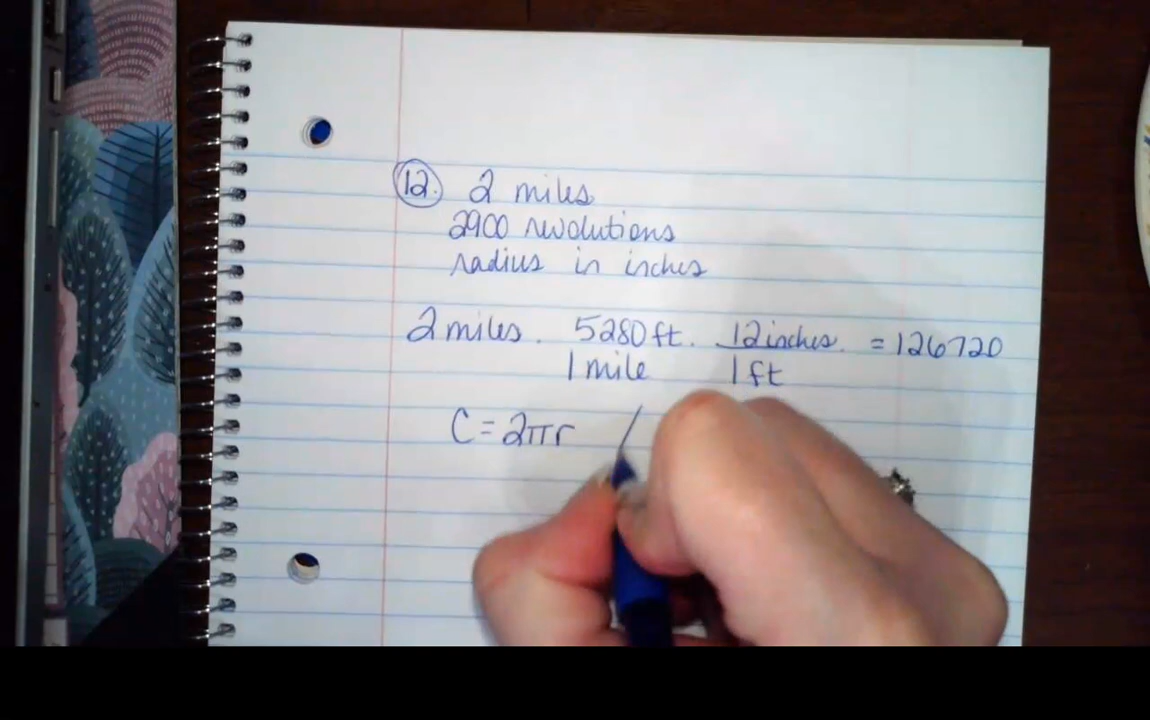 12. 2 miles
2900 revolutions
radius in inches
2 miles . 5280 ft . 12 inches. = 126720
1 mile 1 ft
C = 2πr /